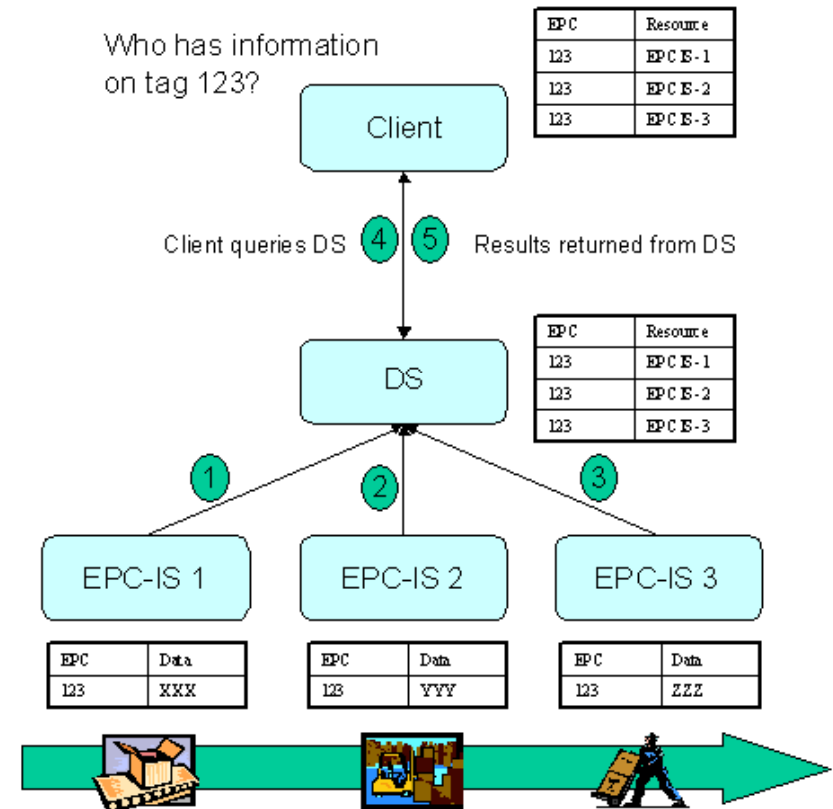 Who has information
on tag 123?
EPC Resource
123 EPCIS-1
123 EPCIS-2
123 EPCIS-3
Client
Client queries DS 4 5 Results returned from DS
EPC Resource
123 EPCIS-1
123 EPCIS-2
123 EPCIS-3
DS
1
2
3
EPC-IS 1 EPC-IS 2 EPC-IS 3
EPC Data EPC Data EPC Data
123 XXX 123 YYY 123 ZZZ